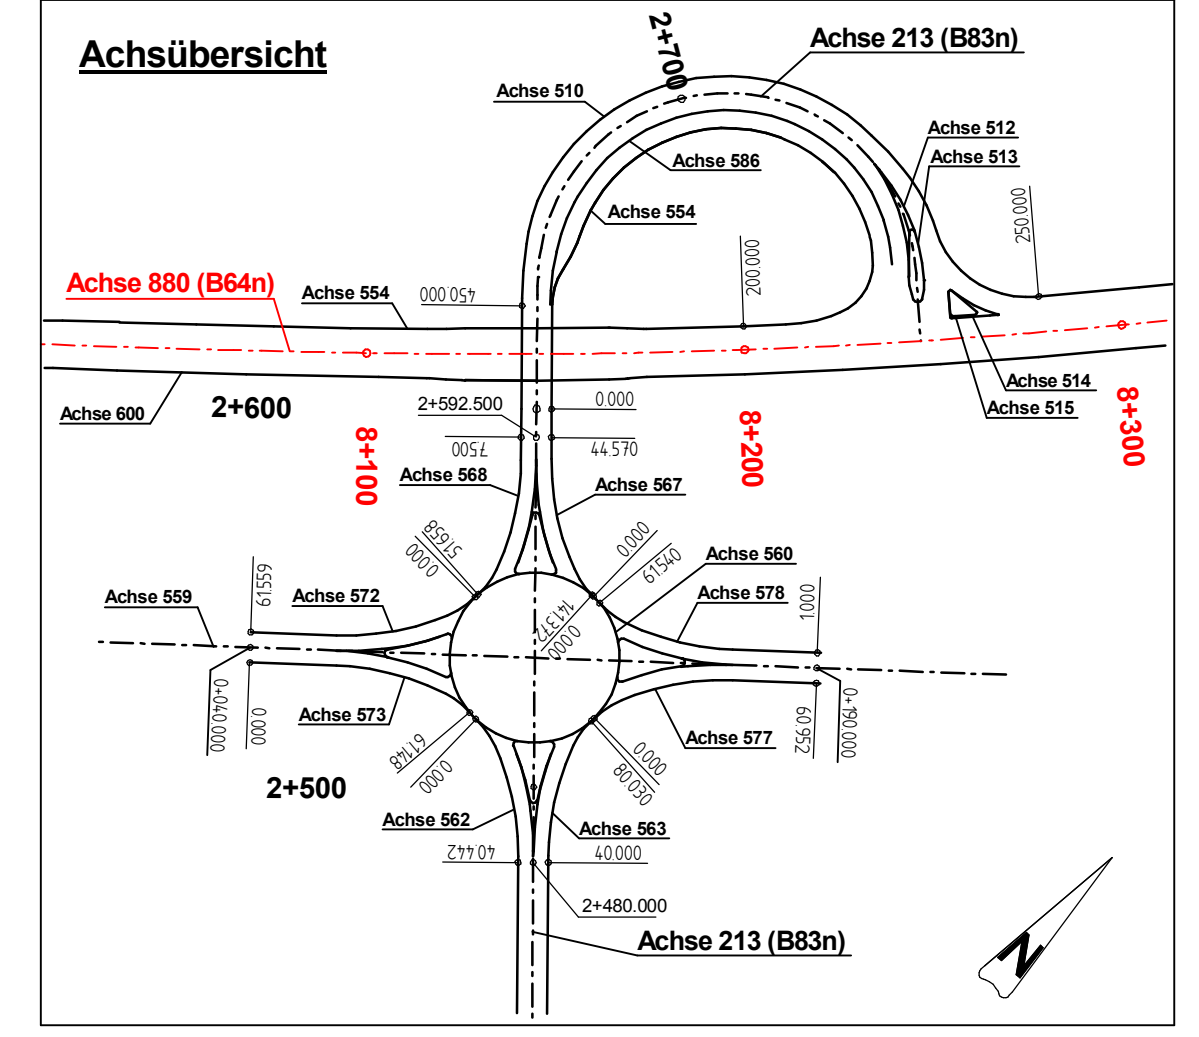 Achsübersicht
2+700
Achse 213 (B83n)
Achse 510
Achse 512
Achse 513
Achse 586
Achse 554
250.000
200.000
Achse 880 (B64n)
Achse 554
450.000
Achse 600
2+600
8+100
2+592.500
0.000
7.500
44.570
8+200
Achse 514
Achse 515
8+300
Achse 568
Achse 567
51.658
0.000
0.000
61.540
Achse 560
Achse 559
61.559
Achse 572
141.372
0.000
Achse 578
1.000
0+040.000
0.000
Achse 573
61.148
0.000
Achse 577
60.952
0+190.000
0.000
80.030
2+500
Achse 562
Achse 563
40.442
40.000
2+480.000
Achse 213 (B83n)
N